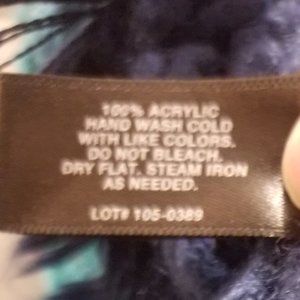 100% ACRYLIC
HAND WASH COLD
WITH LIKE COLORS.
DO NOT BLEACH.
DRY FLAT. STEAM IRON
AS NEEDED.
LOT# 105-0389